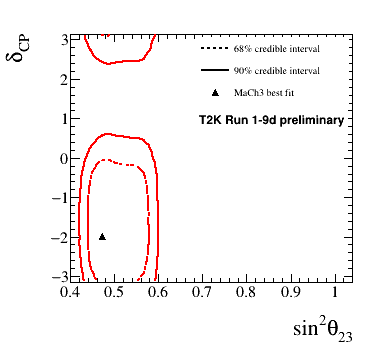 δCP
3
2
1
0
−1
−2
−3
68% credible interval
90% credible interval
MaCh3 best fit
T2K Run 1-9d preliminary
0.4 0.5 0.6 0.7 0.8 0.9 1
sin²θ23